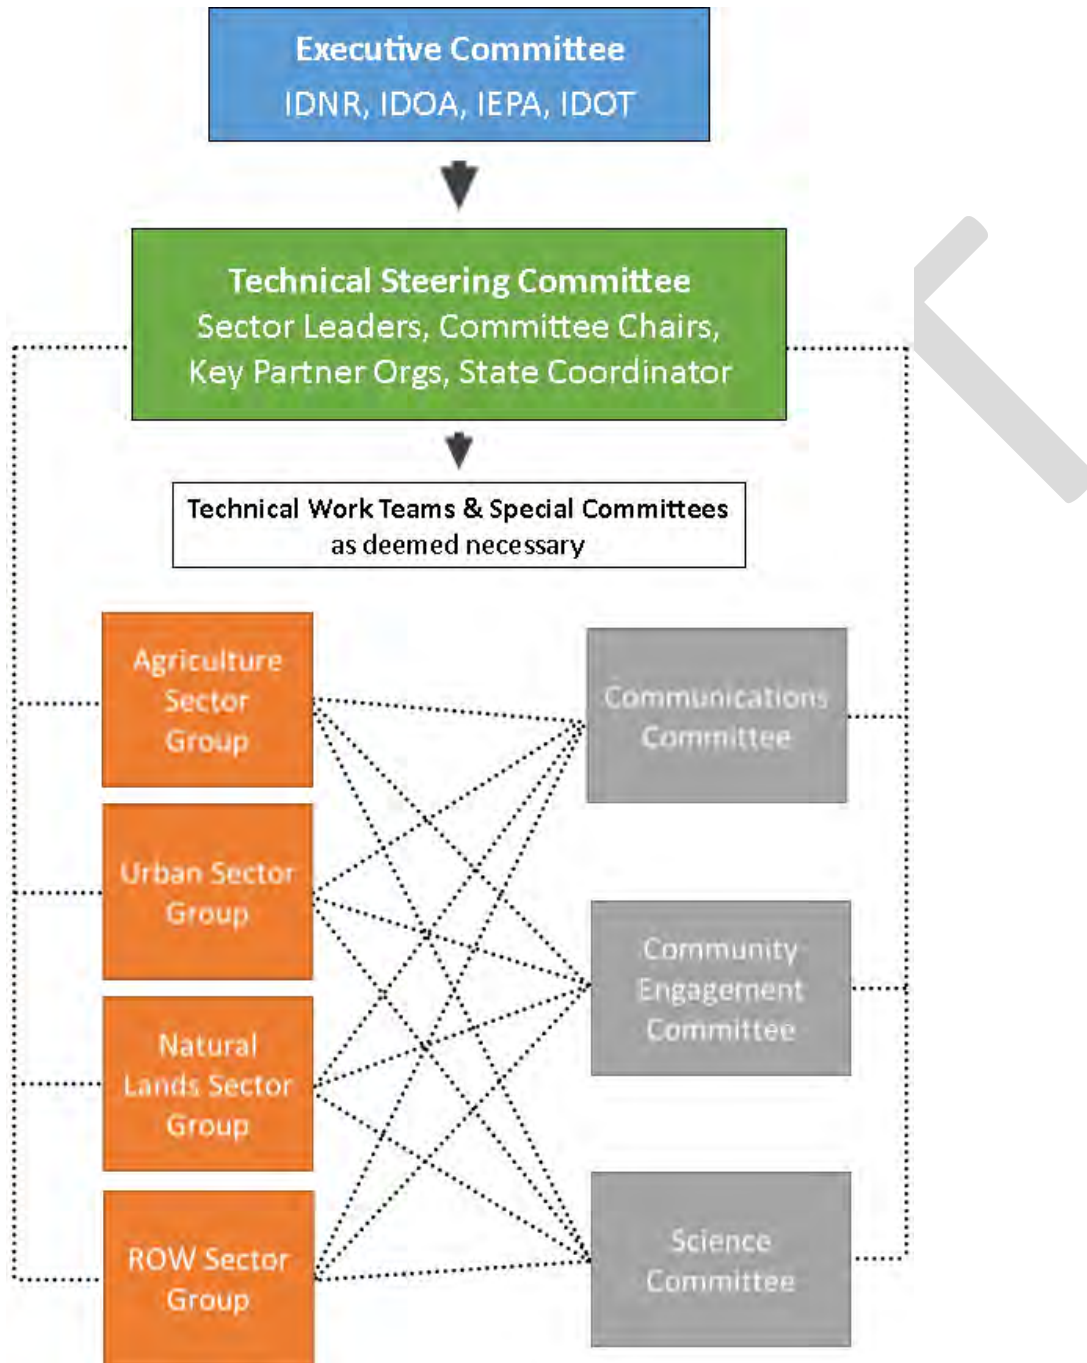 Executive Committee
IDNR, IDOA, IEPA, IDOT
Technical Steering Committee
Sector Leaders, Committee Chairs,
Key Partner Orgs, State Coordinator
Technical Work Teams & Special Committees
as deemed necessary
Agriculture
Sector
Group
Urban Sector
Group
Natural
Lands Sector
Group
ROW Sector
Group
Communications
Committee
Community
Engagement
Committee
Science
Committee